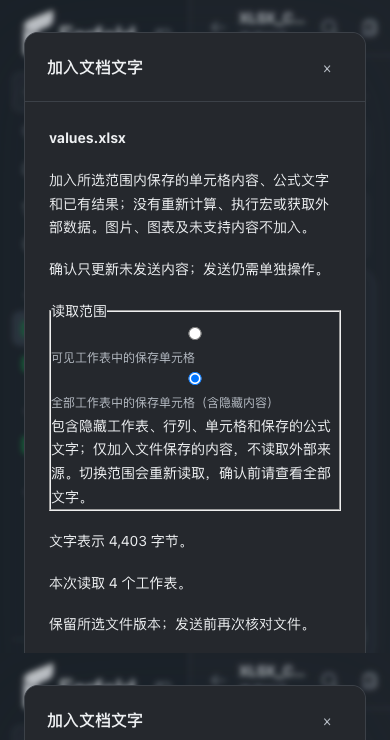 加入文档文字
×
values.xlsx
加入所选范围内保存的单元格内容、公式文字
和已有结果；没有重新计算、执行宏或获取外
部数据。图片、图表及未支持内容不加入。
确认只更新未发送内容；发送仍需单独操作。
读取范围
可见工作表中的保存单元格
全部工作表中的保存单元格（含隐藏内容）
包含隐藏工作表、行列、单元格和保存的公式
文字；仅加入文件保存的内容，不读取外部来
源。切换范围会重新读取，确认前请查看全部
文字。
文字表示 4,403 字节。
本次读取 4 个工作表。
保留所选文件版本；发送前再次核对文件。
加入文档文字
×